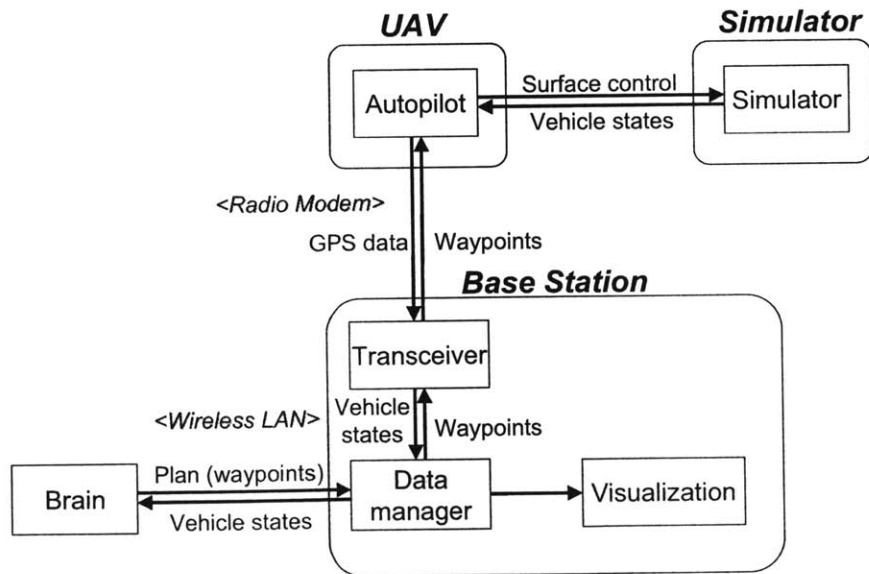 UAV
Simulator
Autopilot
Surface control
Vehicle states
Simulator
<Radio Modem>
GPS data
Waypoints
Base Station
Transceiver
<Wireless LAN>
Vehicle
states
Waypoints
Brain
Plan (waypoints)
Vehicle states
Data
manager
Visualization